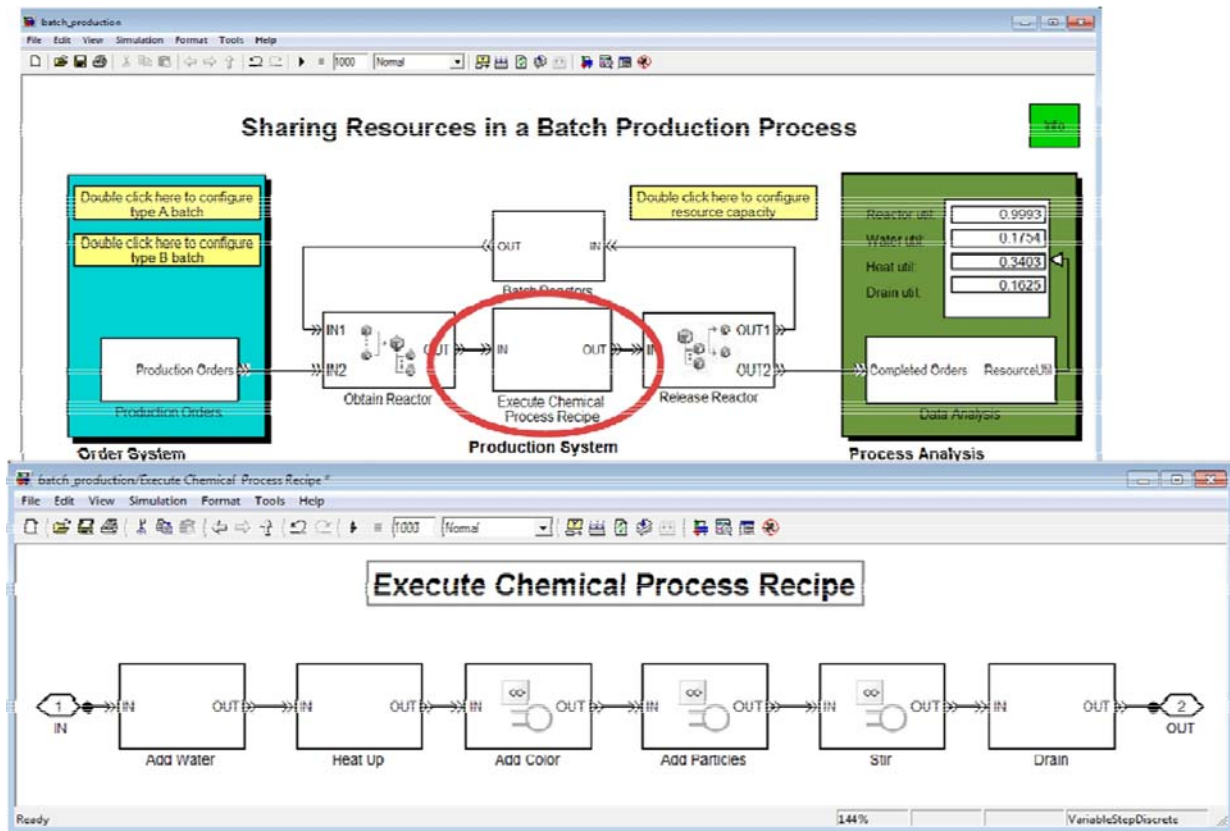 batch_production
File Edit View Simulation Format Tools Help
1000 Normal
Sharing Resources in a Batch Production Process
Info
Double click here to configure
type A batch
Double click here to configure
type B batch
Production Orders
Production Orders
Order System
OUT IN
Batch Reactors
IN1
IN2
OUT
Obtain Reactor
IN OUT
Execute Chemical
Process Recipe
Production System
Double click here to configure
resource capacity
IN
OUT1
OUT2
Release Reactor
Reactor util: 0.9993
Water util: 0.1754
Heat util: 0.3403
Drain util: 0.1625
Completed Orders ResourceUtil
Data Analysis
Process Analysis
batch_production/Execute Chemical Process Recipe *
File Edit View Simulation Format Tools Help
1000 Normal
Execute Chemical Process Recipe
1
IN
IN OUT
Add Water
IN OUT
Heat Up
IN OUT
Add Color
IN OUT
Add Particles
IN OUT
Stir
IN OUT
Drain
2
OUT
Ready 144% VariableStepDiscrete